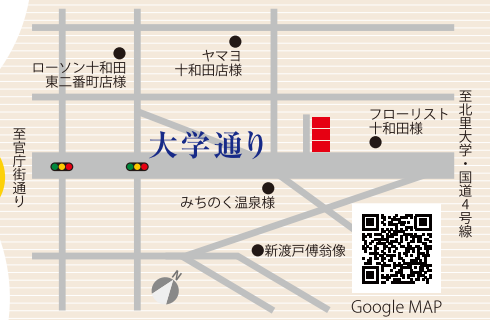 ローソン十和田
東二番町店様
ヤマヨ
十和田店様
フローリスト
十和田様
至北里大学・国道4号線
至官庁街通り
大学通り
みちのく温泉様
新渡戸傳翁像
N
Google MAP